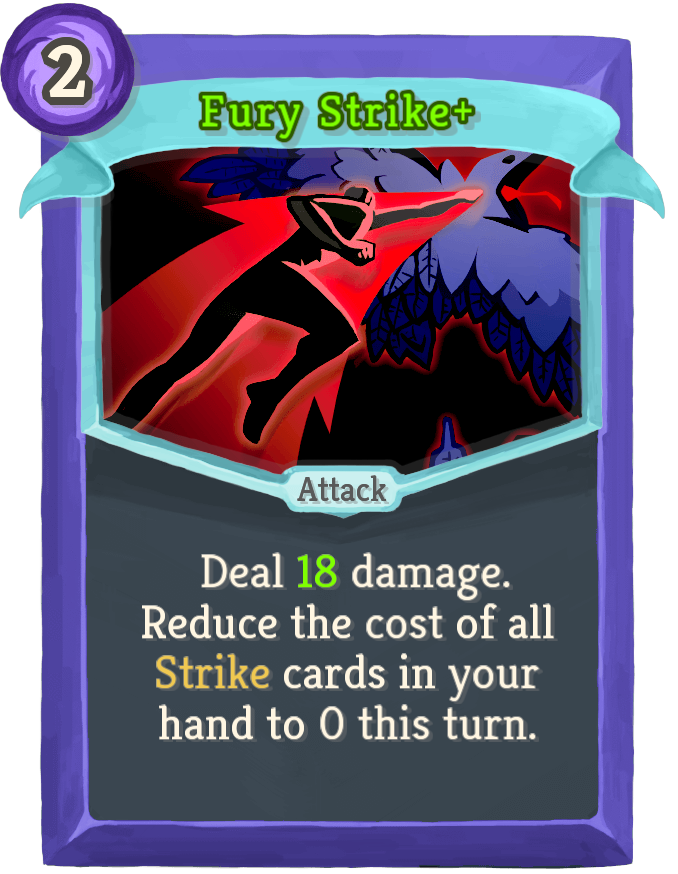 2
Fury Strike+
Attack
Deal 18 damage.
Reduce the cost of all
Strike cards in your
hand to 0 this turn.